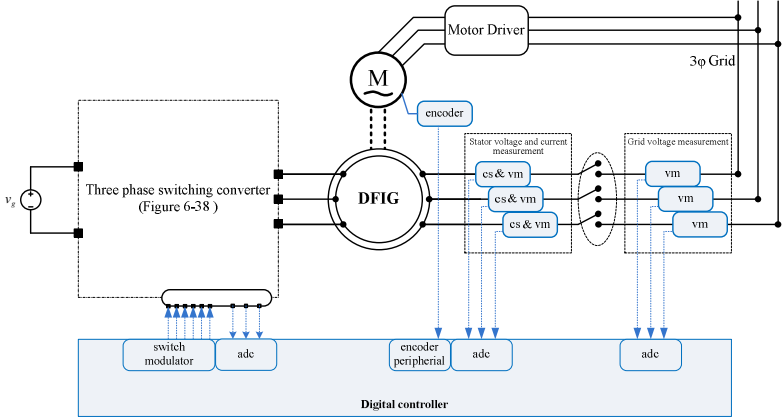 Motor Driver
3φ Grid
M
encoder
Stator voltage and current
measurement
Grid voltage measurement
cs & vm
vm
Three phase switching converter
(Figure 6-38 )
DFIG
cs & vm
vm
vg
cs & vm
vm
switch
modulator
adc
encoder
peripherial
adc
adc
Digital controller